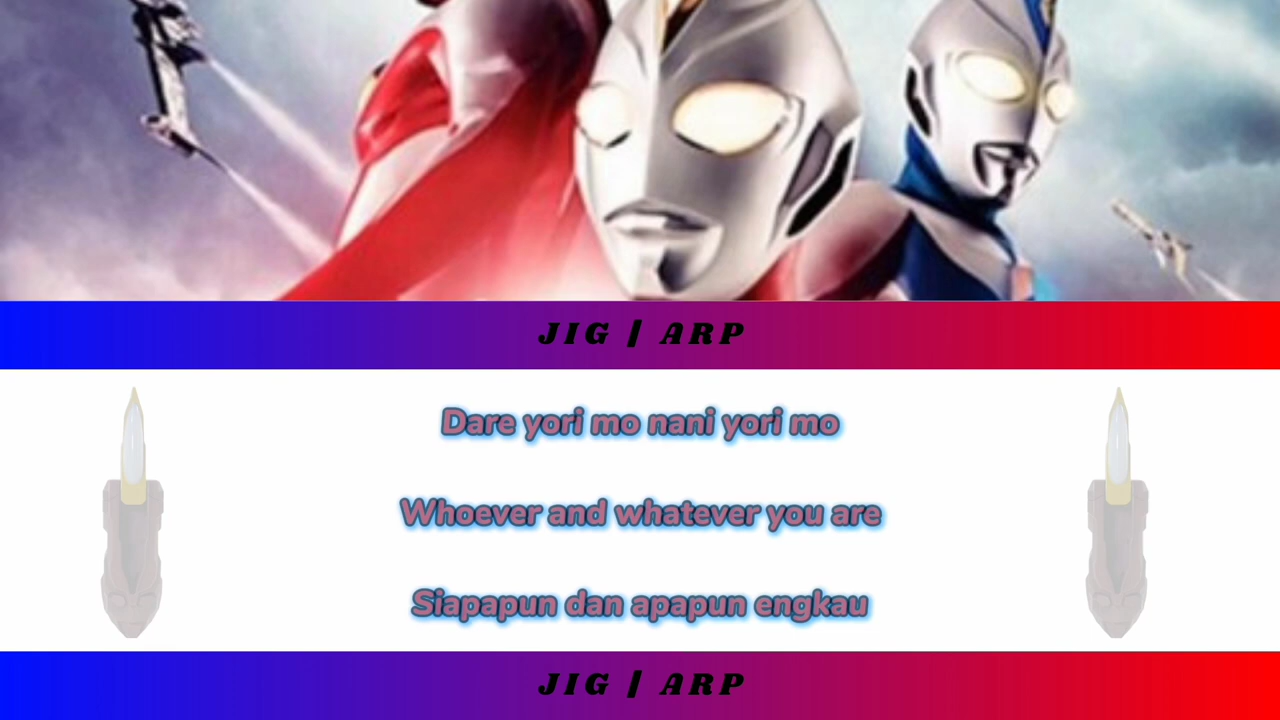 JIG | ARP
Dare yori mo nani yori mo
Whoever and whatever you are
Siapapun dan apapun engkau
JIG | ARP